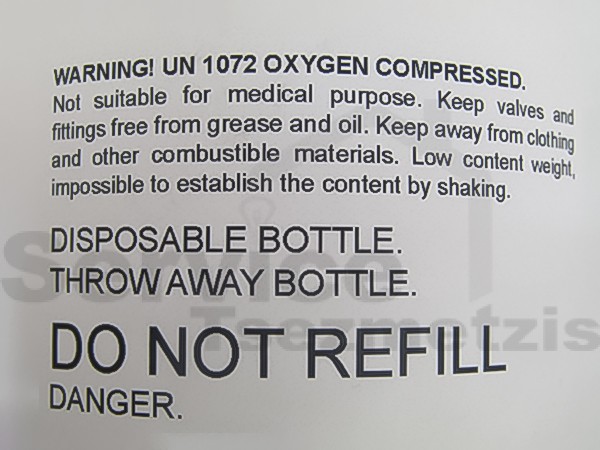 WARNING! UN 1072 OXYGEN COMPRESSED.
Not suitable for medical purpose. Keep valves and
fittings free from grease and oil. Keep away from clothing
and other combustible materials. Low content weight,
impossible to establish the content by shaking.
DISPOSABLE BOTTLE.
THROW AWAY BOTTLE.
DO NOT REFILL
DANGER.
Service
Tsezmetzis